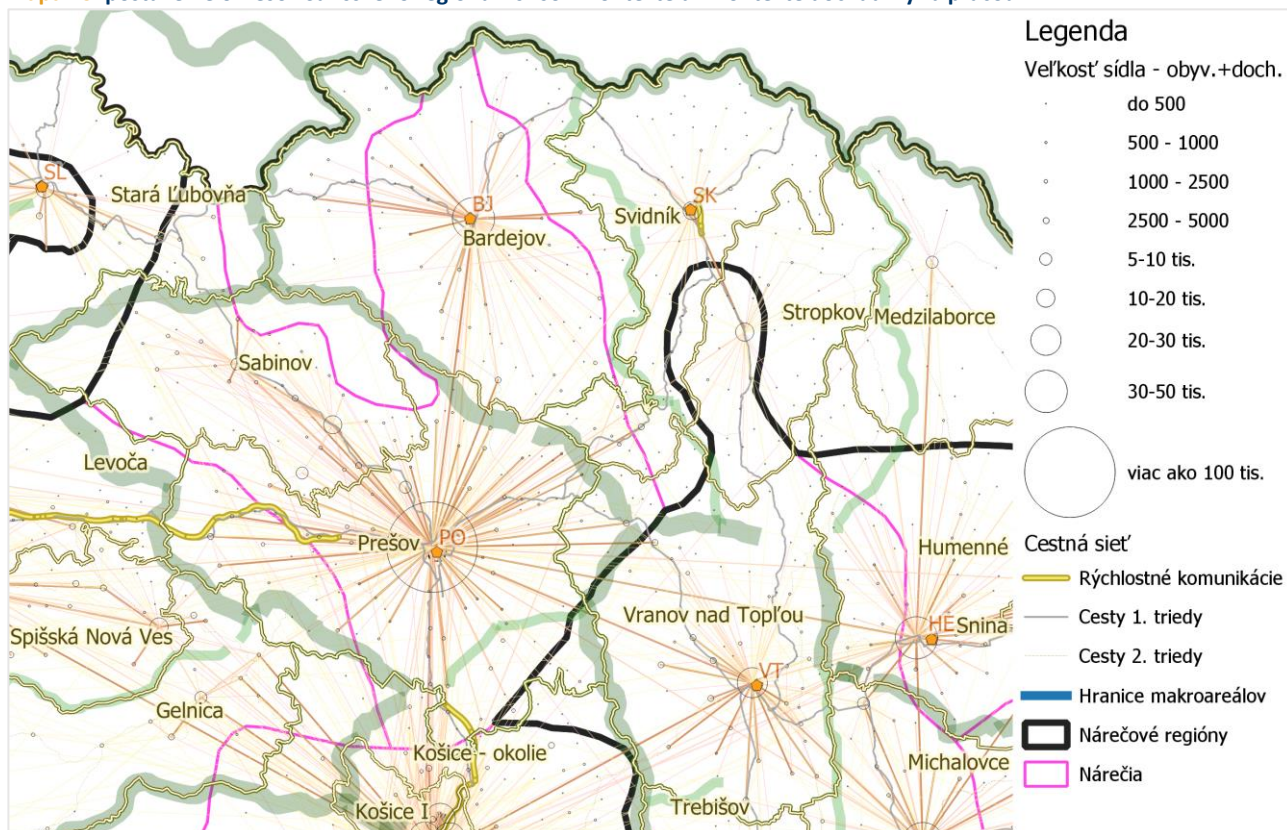 Legenda
Veľkosť sídla - obyv.+doch.
do 500
500 - 1000
1000 - 2500
2500 - 5000
5-10 tis.
10-20 tis.
20-30 tis.
30-50 tis.
viac ako 100 tis.
Cestná sieť
Rýchlostné komunikácie
Cesty 1. triedy
Cesty 2. triedy
Hranice makroareálov
Nárečové regióny
Nárečia
SL
Stará Ľubovňa
BJ
Bardejov
SK
Svidník
Stropkov
Medzilaborce
Sabinov
Levoča
PO
Prešov
Humenné
Vranov nad Topľou
HE
Snina
Spišská Nová Ves
VT
Gelnica
Košice - okolie
Michalovce
Košice I
Trebišov